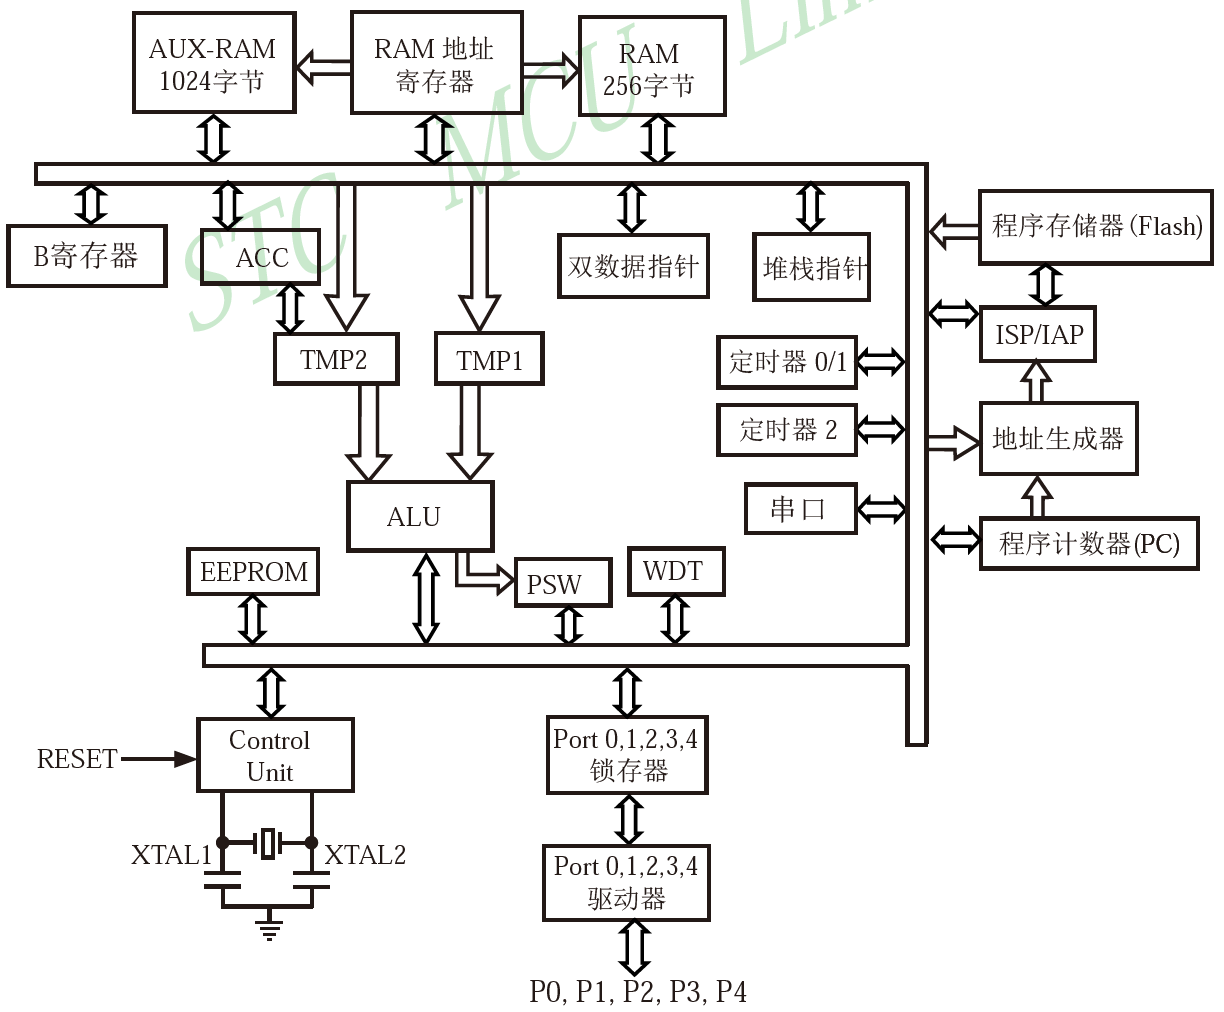 STC MCU Lim
AUX-RAM
1024字节
RAM 地址
寄存器
RAM
256字节
B寄存器
ACC
双数据指针
堆栈指针
程序存储器 (Flash)
TMP2
TMP1
ISP/IAP
定时器 0/1
定时器 2
地址生成器
ALU
串口
程序计数器(PC)
EEPROM
PSW
WDT
RESET
Control
Unit
Port 0,1,2,3,4
锁存器
XTAL1
XTAL2
Port 0,1,2,3,4
驱动器
P0, P1, P2, P3, P4